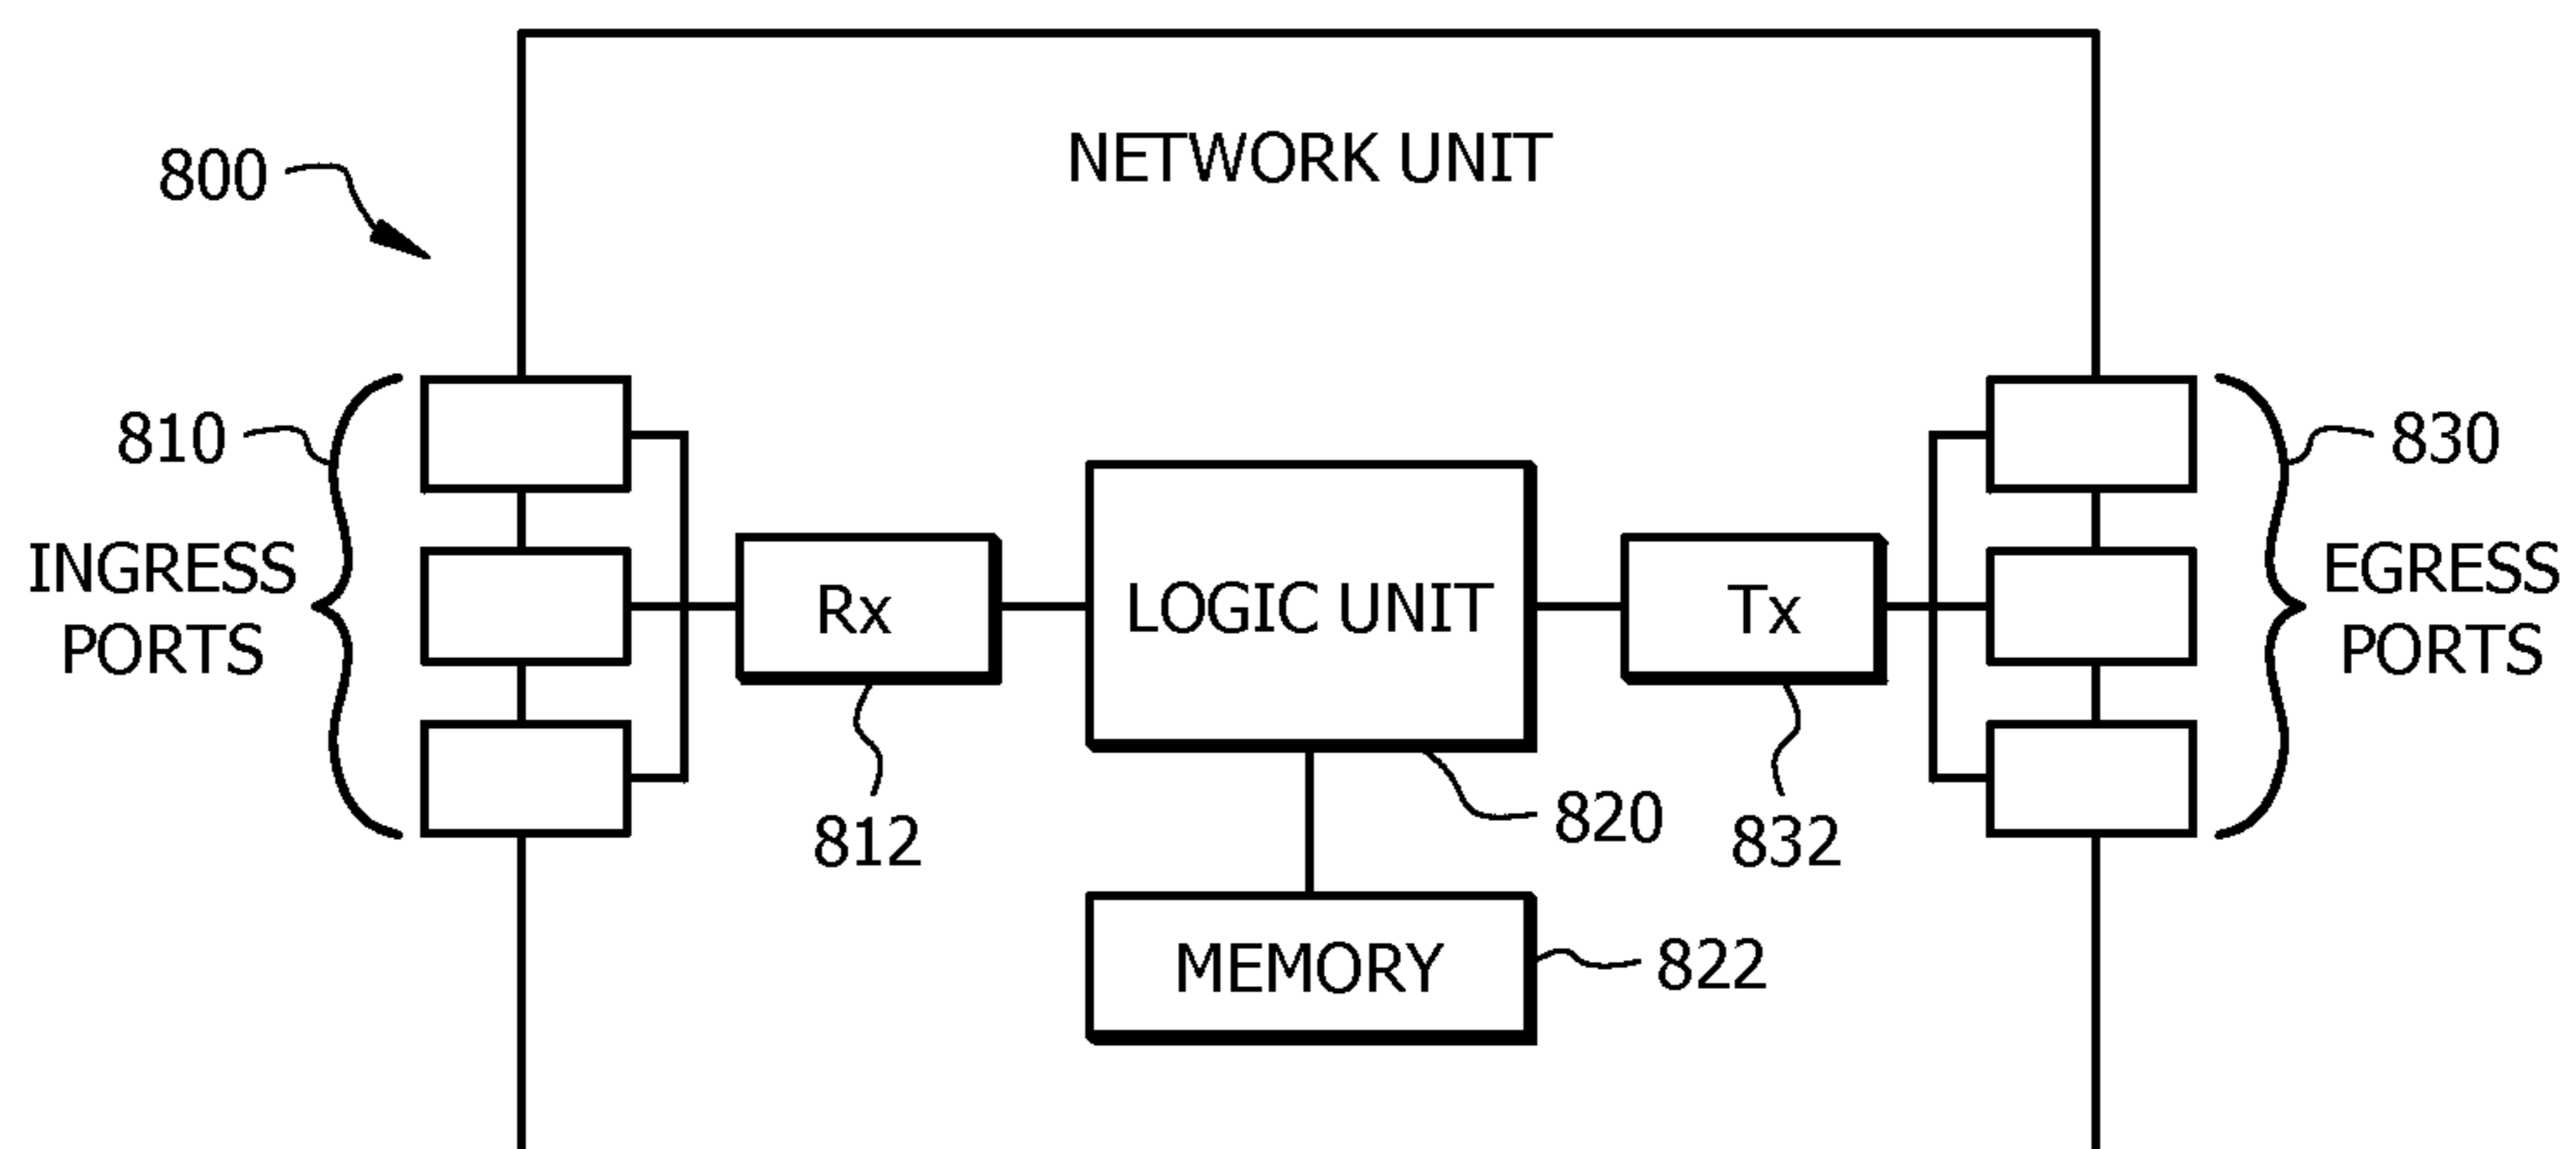 NETWORK UNIT
800
810
830
INGRESS
PORTS
Rx
LOGIC UNIT
Tx
EGRESS
PORTS
812
820
832
MEMORY
822